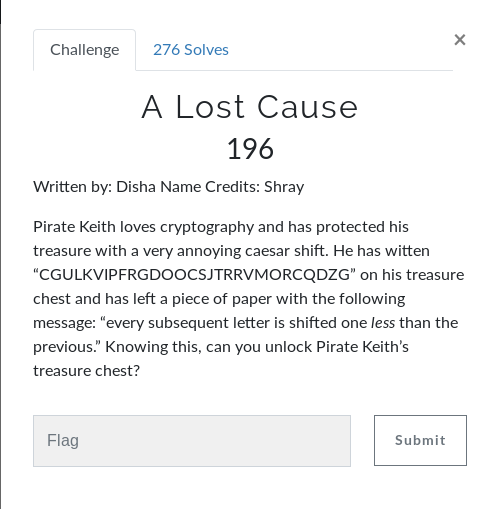 Challenge
276 Solves
×
A Lost Cause
196
Written by: Disha Name Credits: Shray
Pirate Keith loves cryptography and has protected his
treasure with a very annoying caesar shift. He has witten
“CGULKVIPFRGDOOCSJTRRVMORCQDZG” on his treasure
chest and has left a piece of paper with the following
message: “every subsequent letter is shifted one less than the
previous.” Knowing this, can you unlock Pirate Keith’s
treasure chest?
Flag
Submit